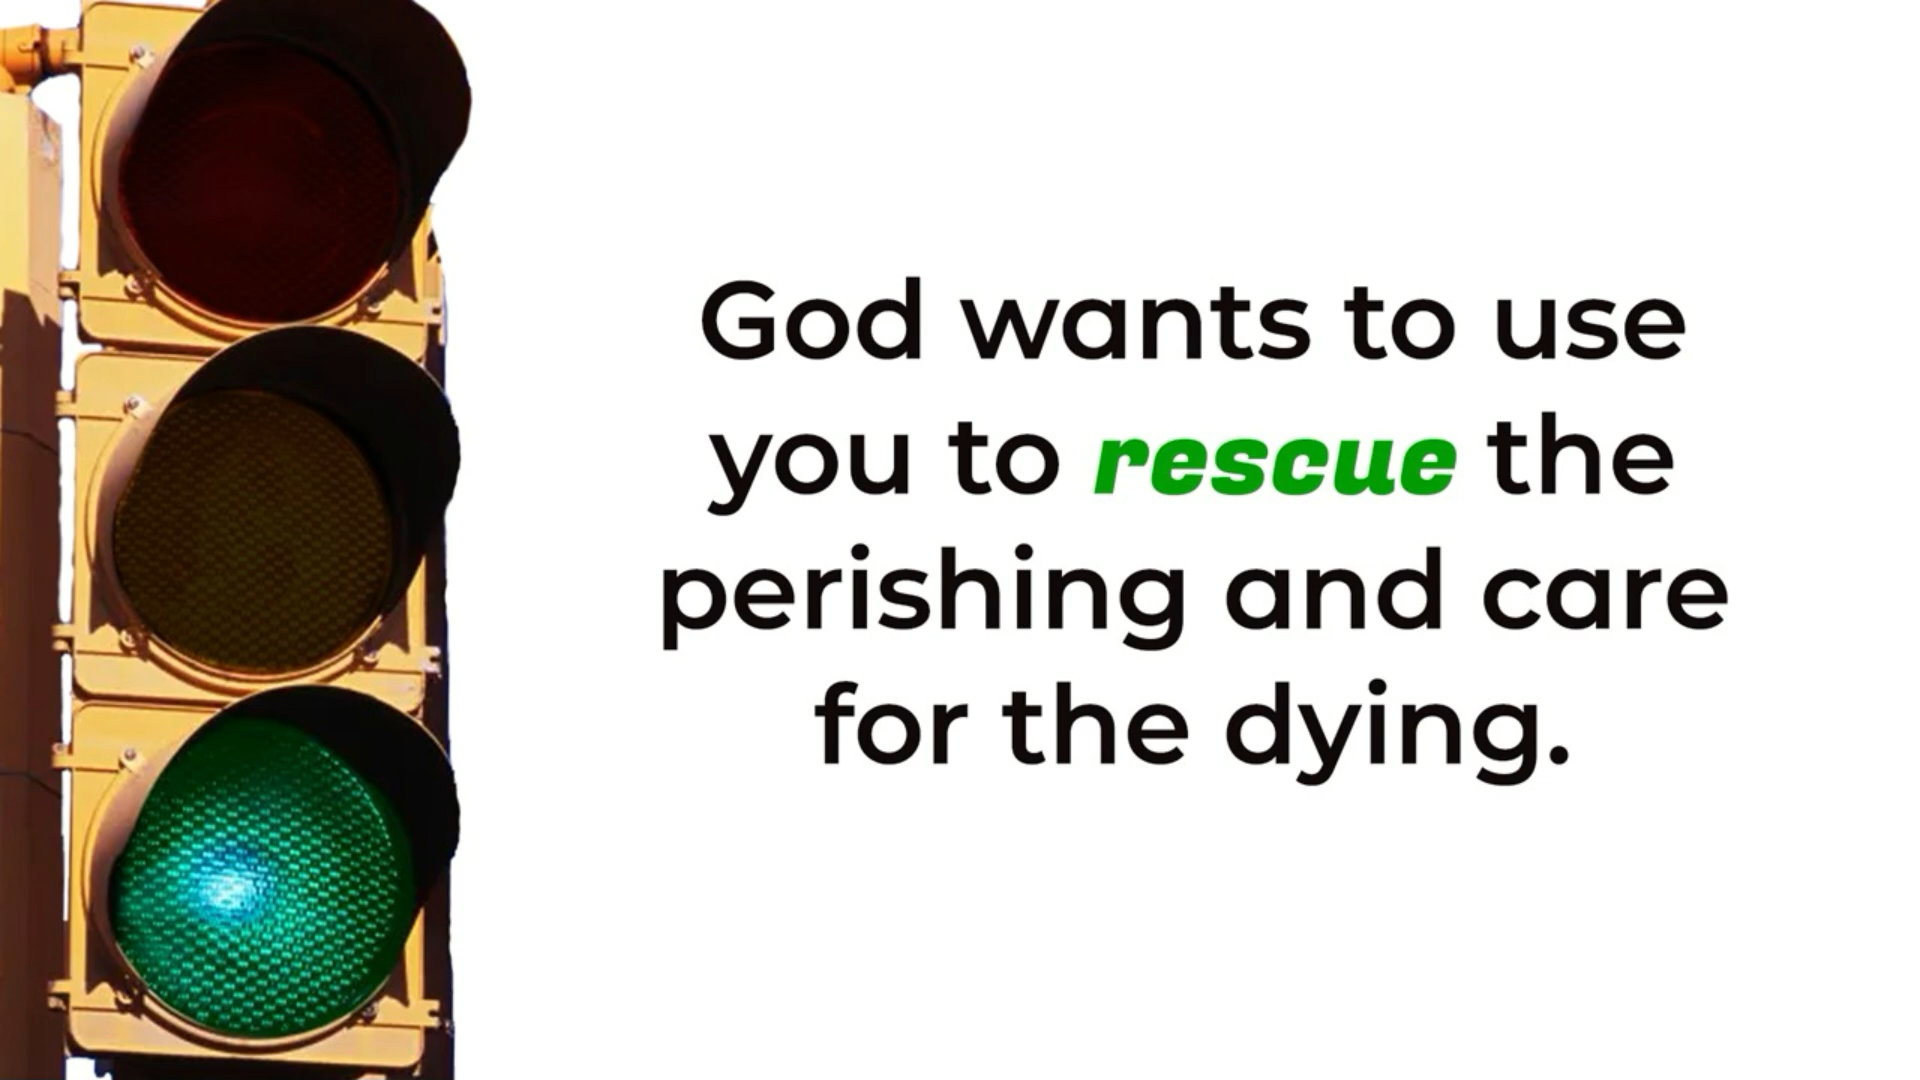 God wants to use
you to rescue the
perishing and care
for the dying.